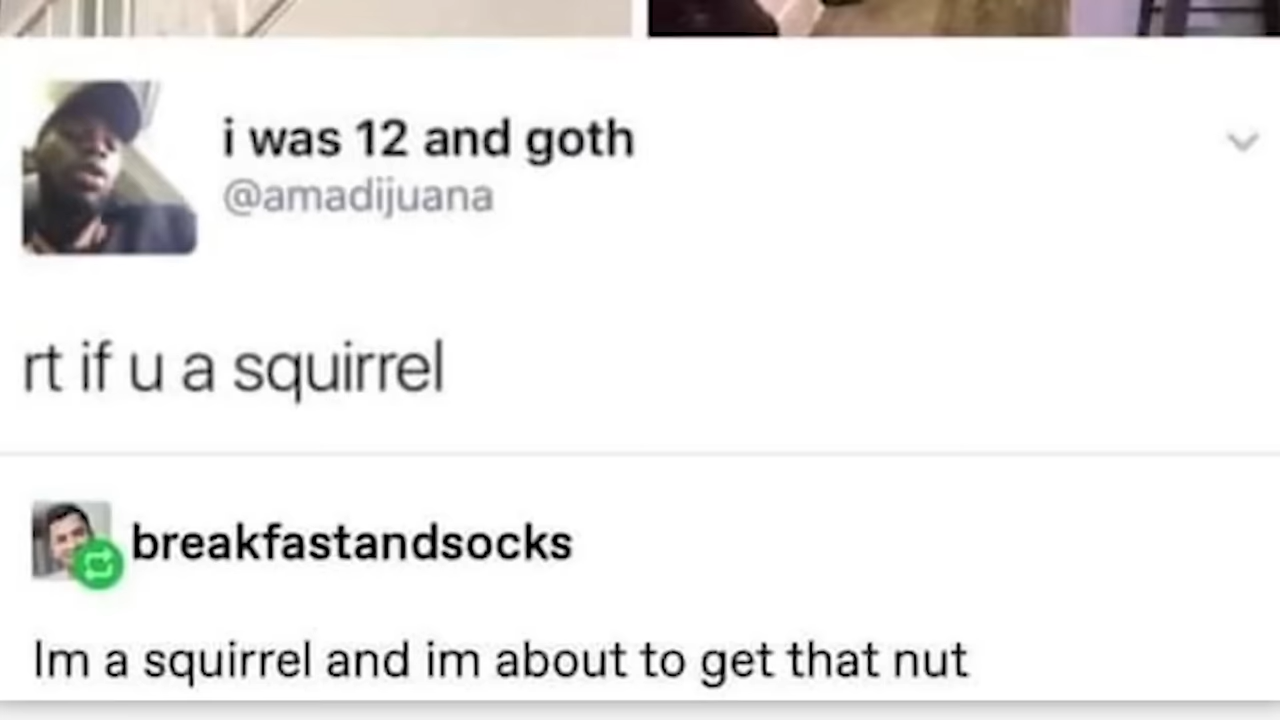 i was 12 and goth
@amadijuana
rt if u a squirrel
breakfastandsocks
Im a squirrel and im about to get that nut